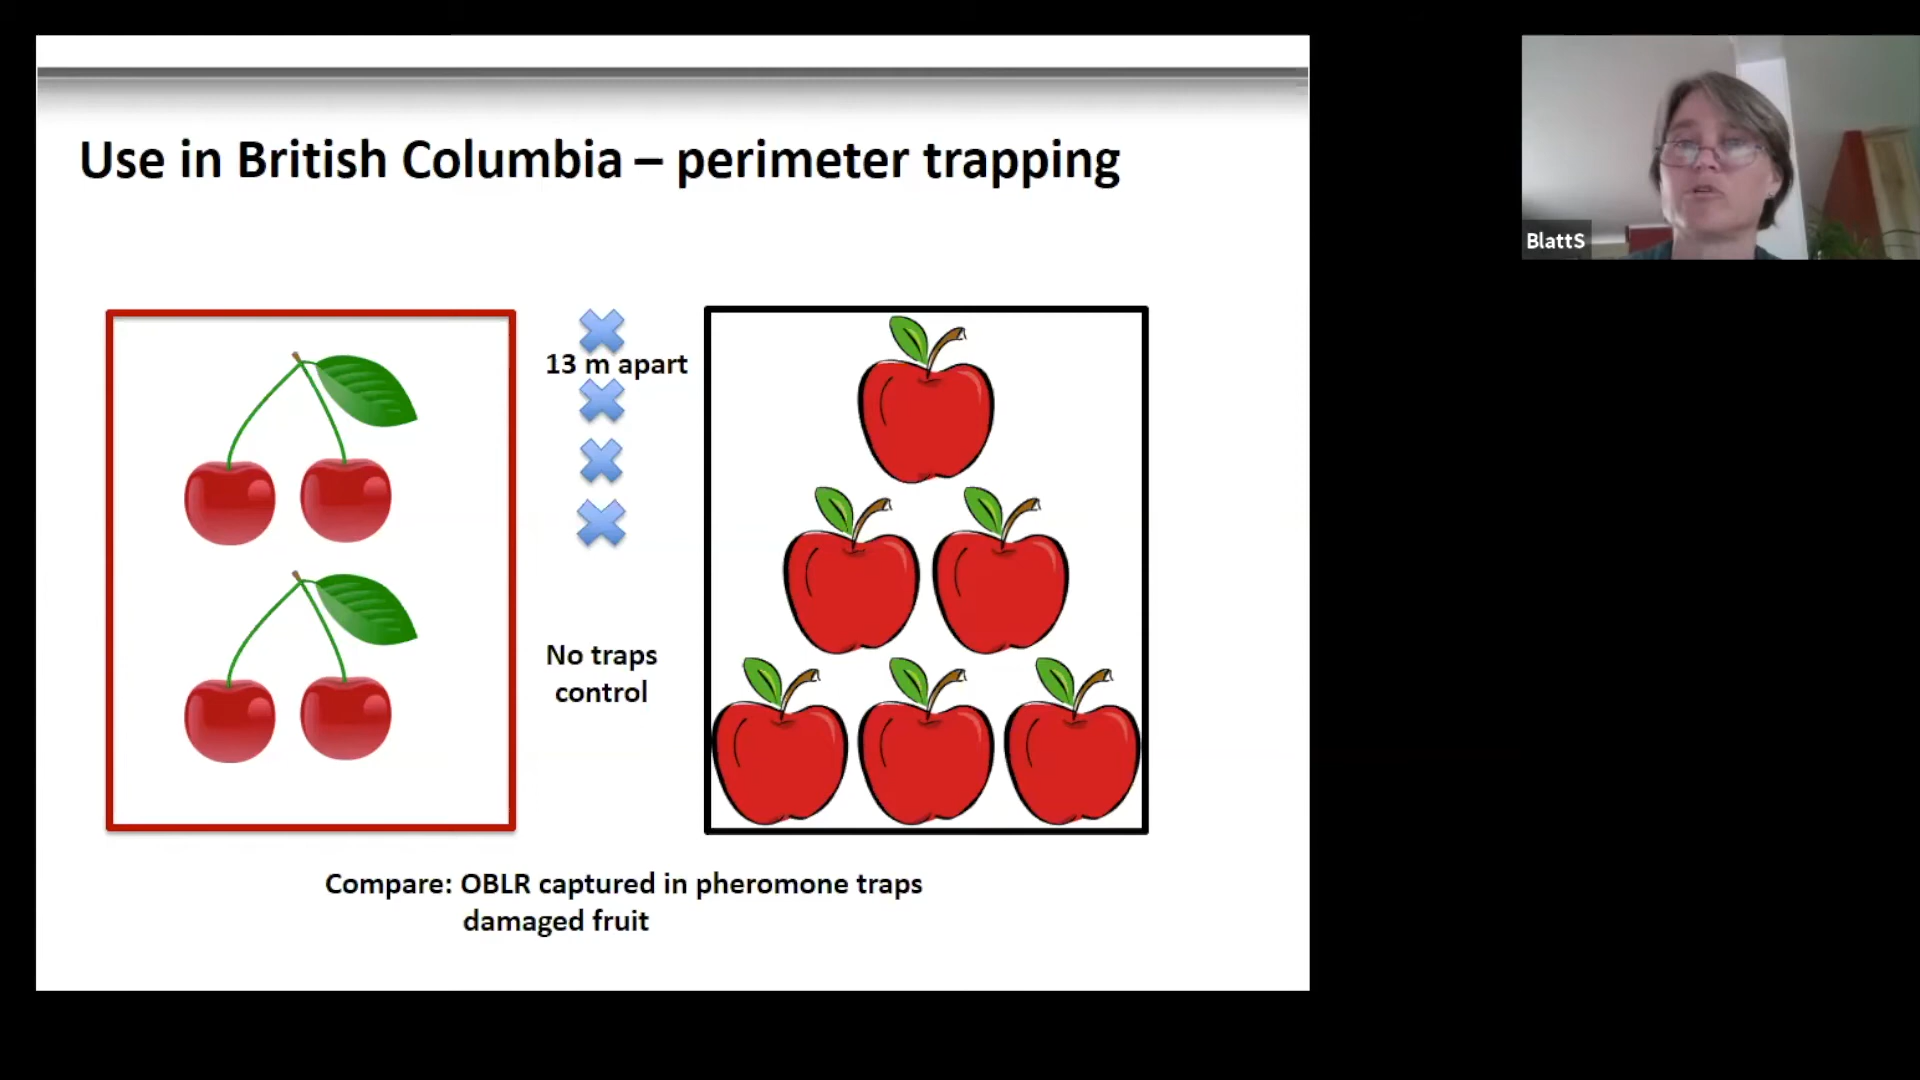 Use in British Columbia – perimeter trapping
13 m apart
No traps
control
Compare: OBLR captured in pheromone traps
damaged fruit
BlattS